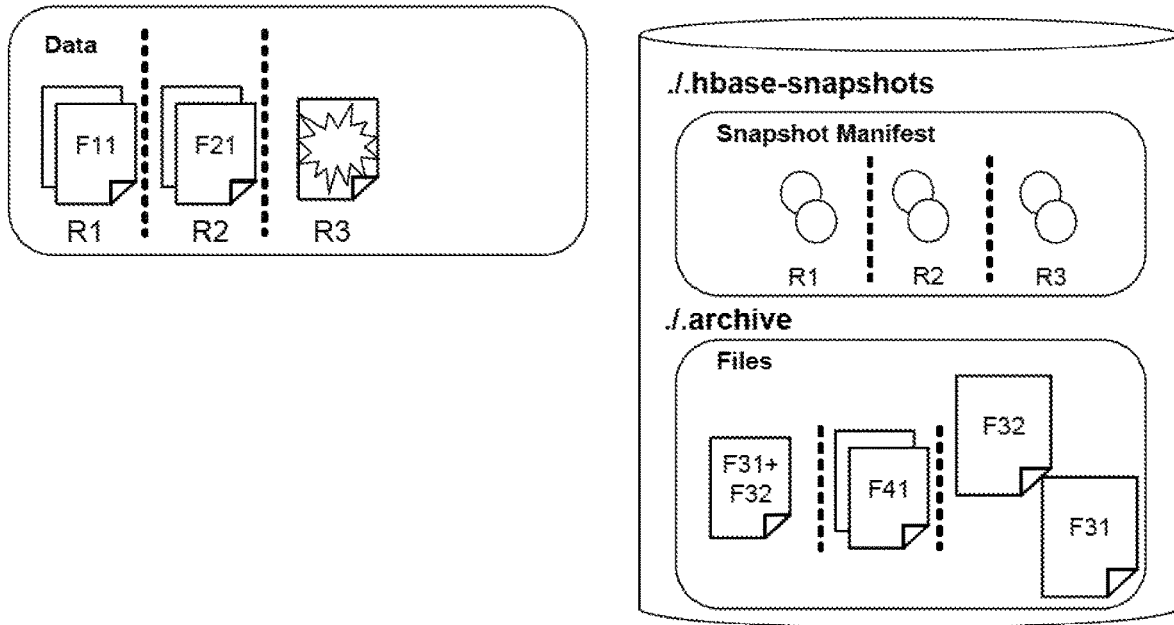 Data
F11
F21
R1
R2
R3
././.hbase-snapshots
Snapshot Manifest
R1
R2
R3
././.archive
Files
F31+
F32
F41
F32
F31